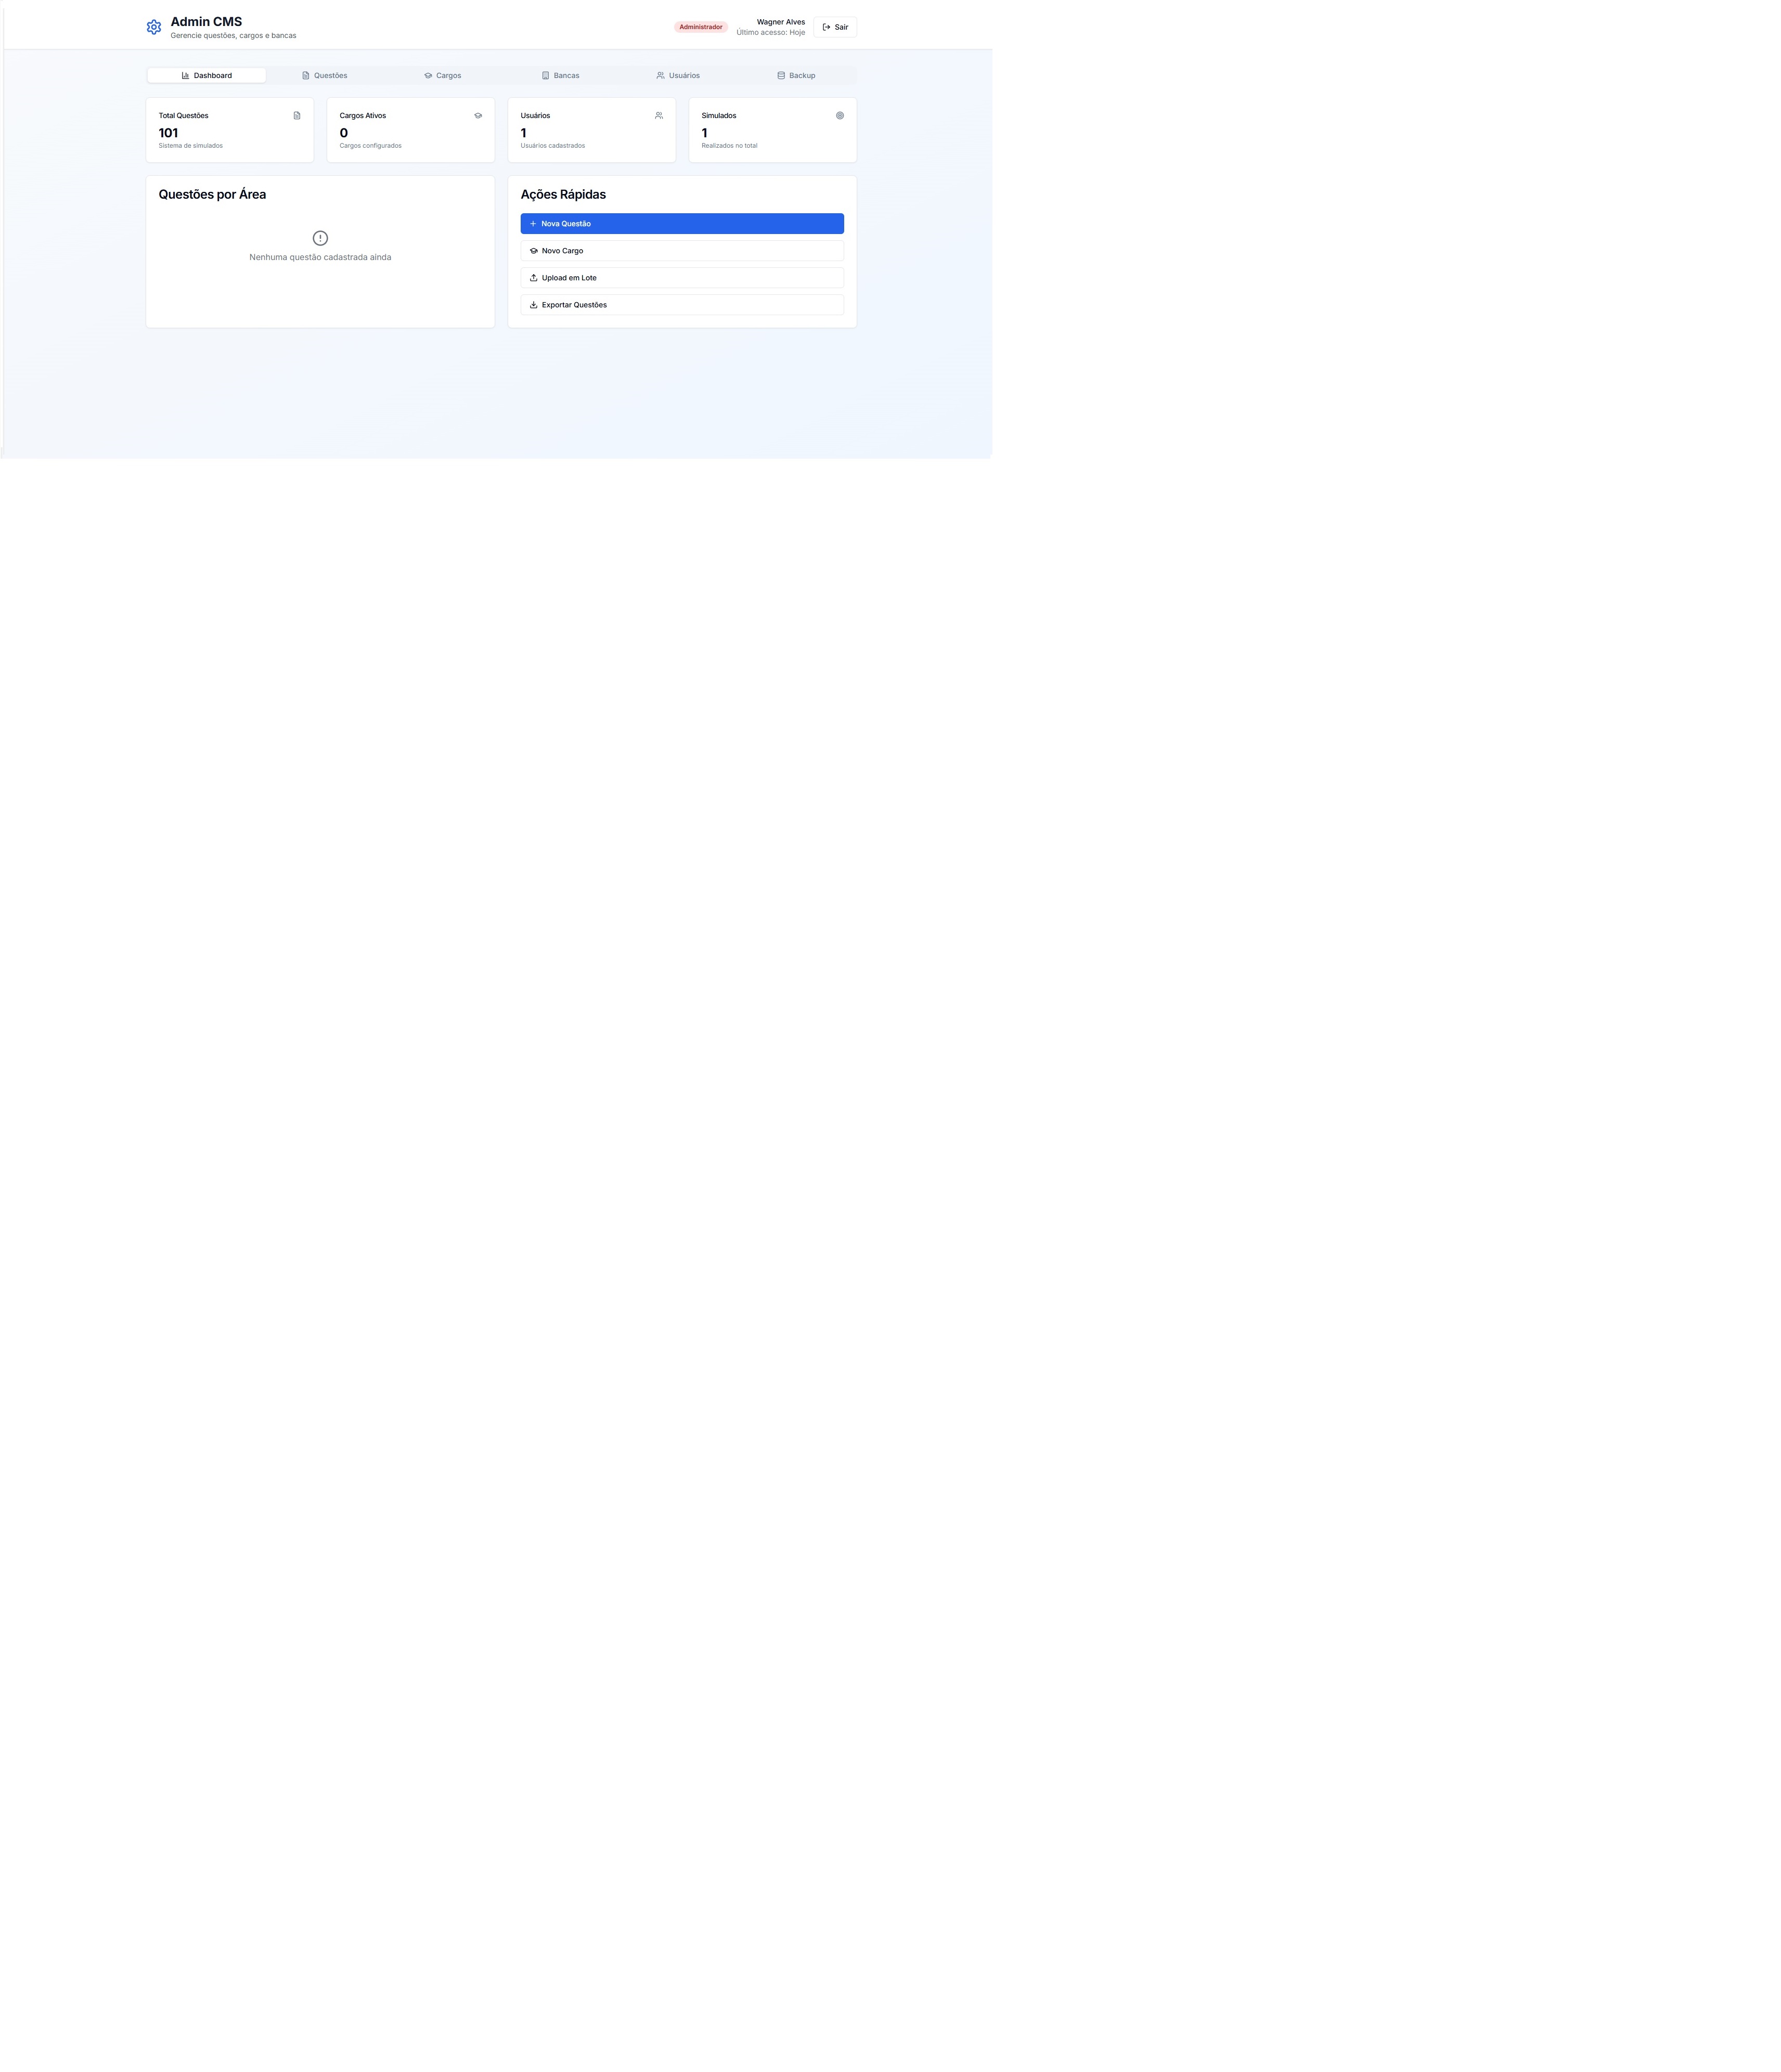 Admin CMS
Gerencie questões, cargos e bancas
Administrador
Wagner Alves
Último acesso: Hoje
Sair
Dashboard
Questões
Cargos
Bancas
Usuários
Backup
Total Questões
101
Sistema de simulados
Cargos Ativos
0
Cargos configurados
Usuários
1
Usuários cadastrados
Simulados
1
Realizados no total
Questões por Área
Nenhuma questão cadastrada ainda
Ações Rápidas
Nova Questão
Novo Cargo
Upload em Lote
Exportar Questões